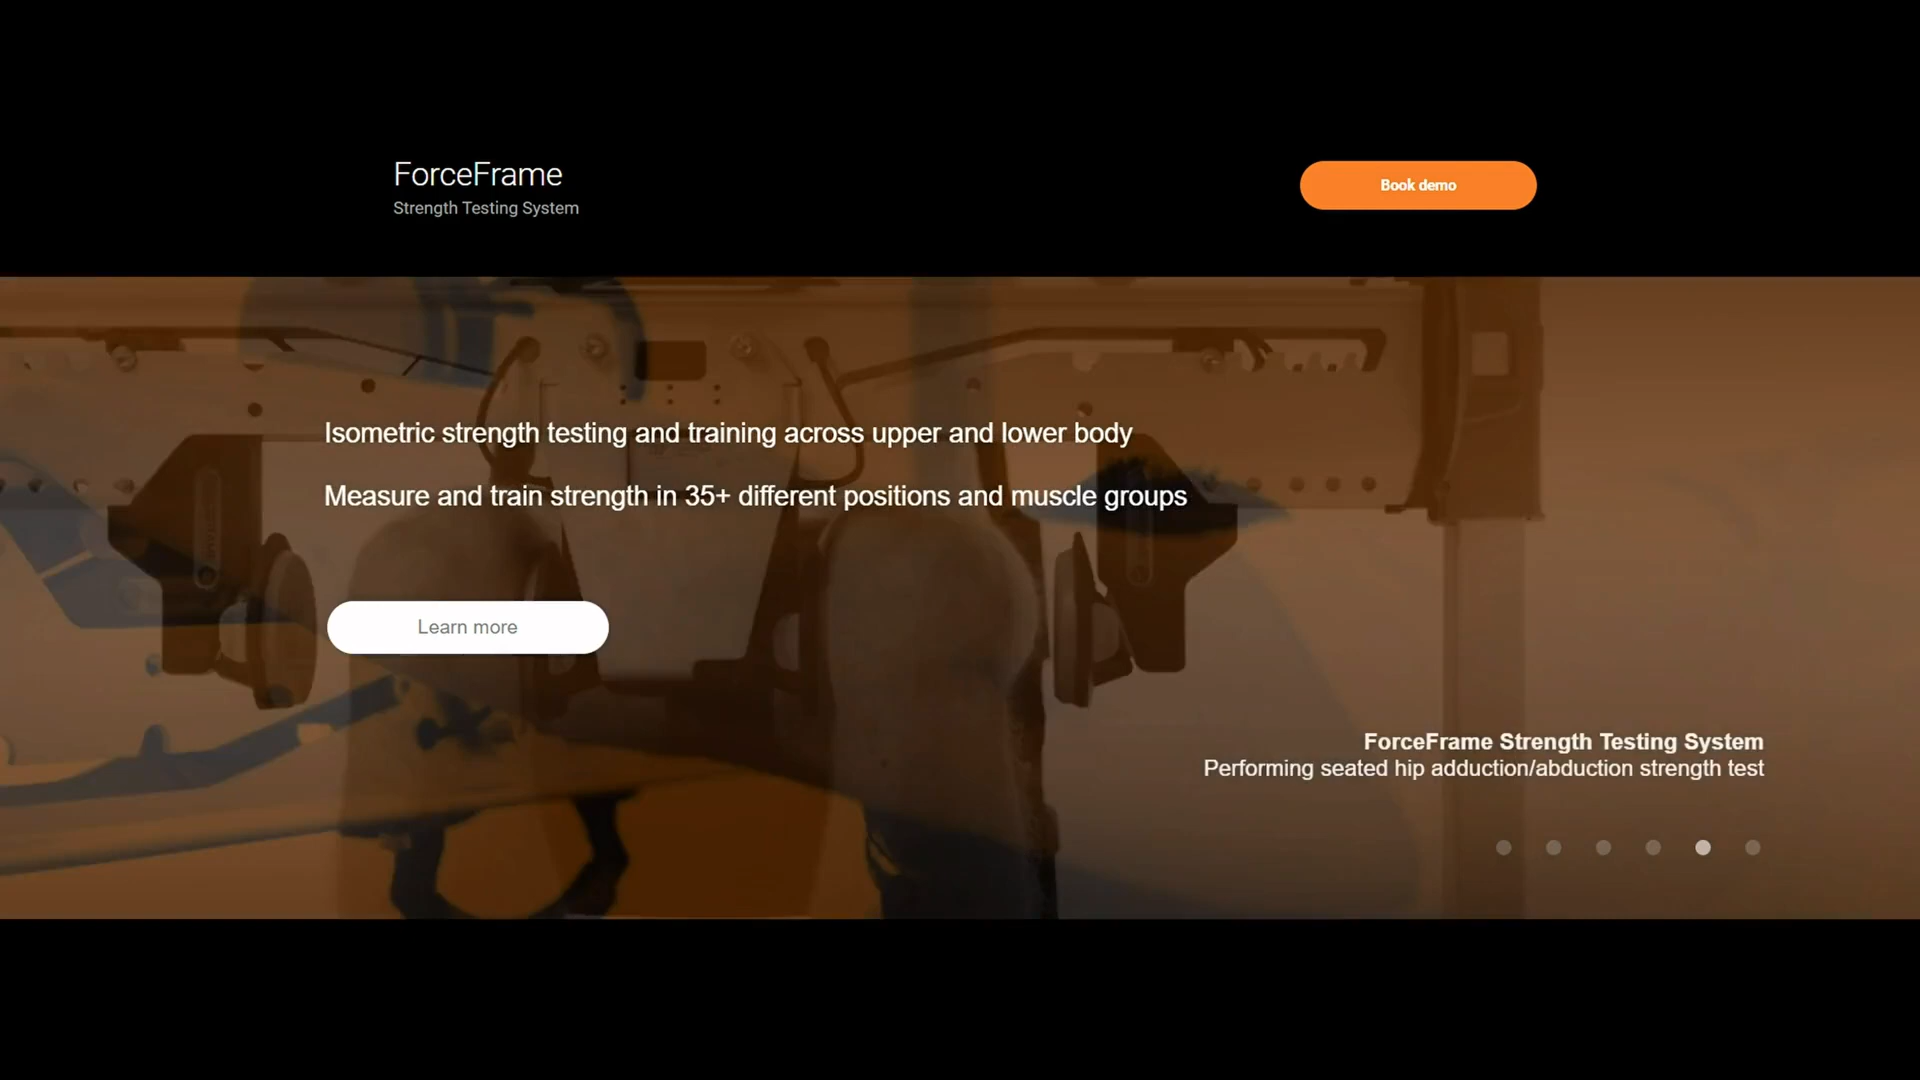 ForceFrame
Strength Testing System
Book demo
Isometric strength testing and training across upper and lower body
Measure and train strength in 35+ different positions and muscle groups
Learn more
ForceFrame Strength Testing System
Performing seated hip adduction/abduction strength test